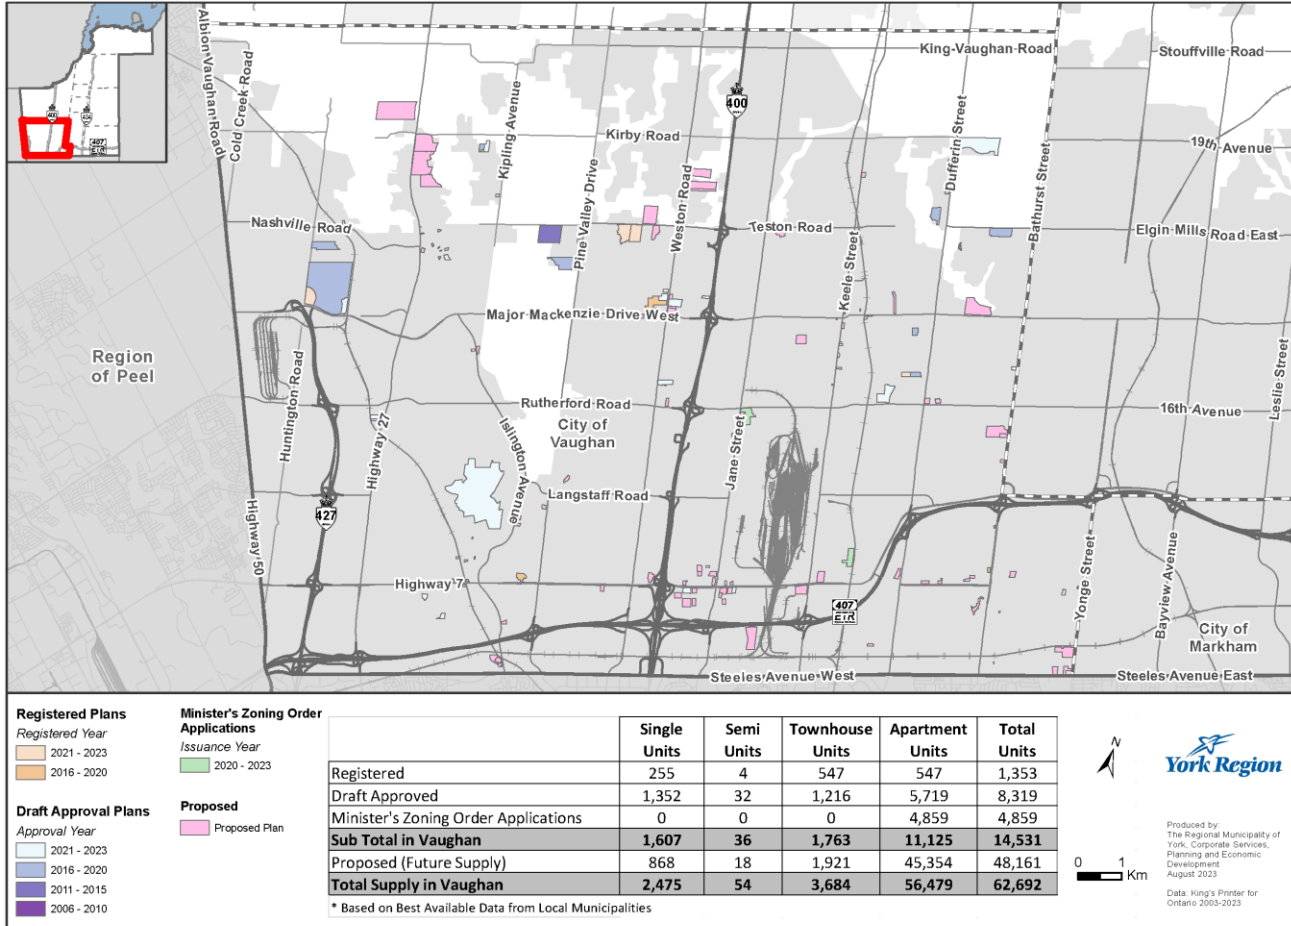 400
404
407
ETR
Albion-Vaughan Road
Cold Creek Road
Kipling Avenue
Pine Valley Drive
Weston Road
400
King-Vaughan Road
Stouffville Road
Kirby Road
19th Avenue
Dufferin Street
Bathurst Street
Nashville Road
Teston Road
Elgin Mills Road East
Keele Street
Major Mackenzie Drive West
Region
of Peel
Huntington Road
Highway 27
Rutherford Road
City of
Vaughan
16th Avenue
Leslie Street
Islington Avenue
Jane Street
Langstaff Road
427
Highway 50
Highway 7
407
ETR
Yonge Street
Bayview Avenue
City of
Markham
Steeles Avenue West
Steeles Avenue East
Registered Plans
Registered Year
2021 - 2023
2016 - 2020
Draft Approval Plans
Approval Year
2021 - 2023
2016 - 2020
2011 - 2015
2006 - 2010
Minister's Zoning Order
Applications
Issuance Year
2020 - 2023
Proposed
Proposed Plan
Single Semi Townhouse Apartment Total
Units Units Units Units Units
Registered 255 4 547 547 1,353
Draft Approved 1,352 32 1,216 5,719 8,319
Minister's Zoning Order Applications 0 0 0 4,859 4,859
Sub Total in Vaughan 1,607 36 1,763 11,125 14,531
Proposed (Future Supply) 868 18 1,921 45,354 48,161
Total Supply in Vaughan 2,475 54 3,684 56,479 62,692
* Based on Best Available Data from Local Municipalities
N
0 1
Km
York Region
Produced by:
The Regional Municipality of
York, Corporate Services,
Planning and Economic
Development
August 2023
Data: King's Printer for
Ontario 2003-2023